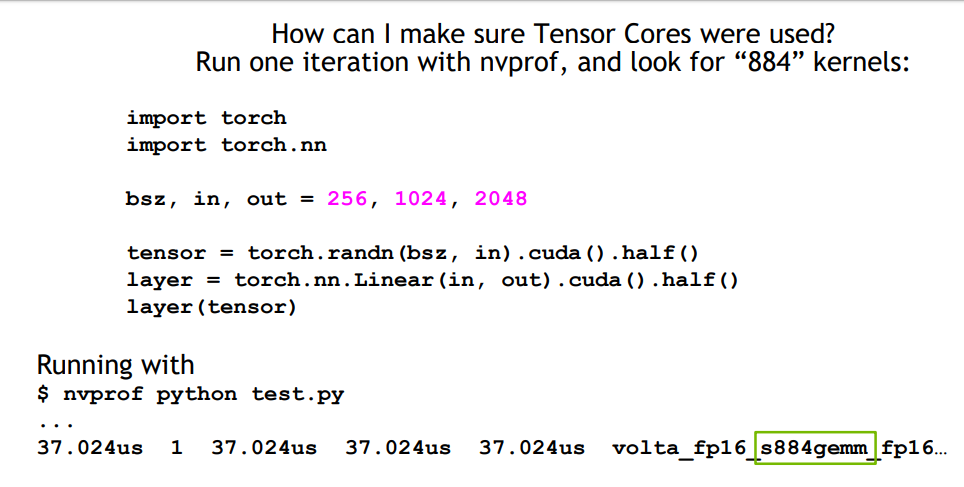 How can I make sure Tensor Cores were used?
Run one iteration with nvprof, and look for “884” kernels:
import torch
import torch.nn
bsz, in, out = 256, 1024, 2048
tensor = torch.randn(bsz, in).cuda().half()
layer = torch.nn.Linear(in, out).cuda().half()
layer(tensor)
Running with
$ nvprof python test.py
...
37.024us 1 37.024us 37.024us 37.024us volta_fp16_s884gemm_fp16…